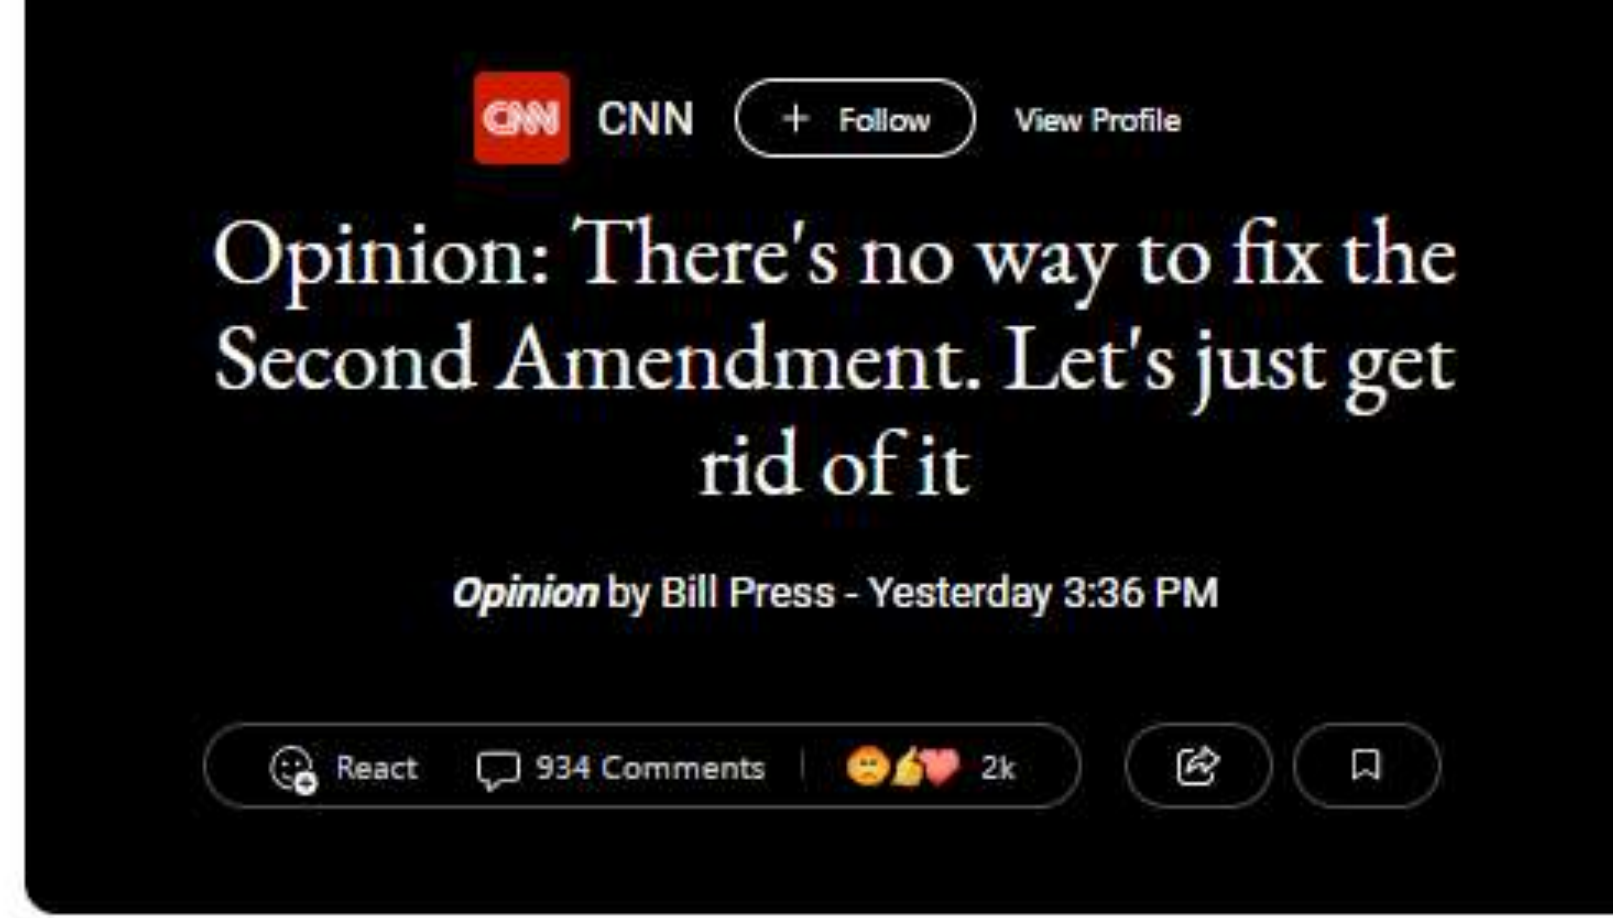 CNN CNN + Follow View Profile
Opinion: There's no way to fix the
Second Amendment. Let's just get
rid of it
Opinion by Bill Press - Yesterday 3:36 PM
React 934 Comments 2k